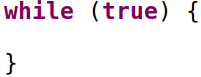 while (true) {
}